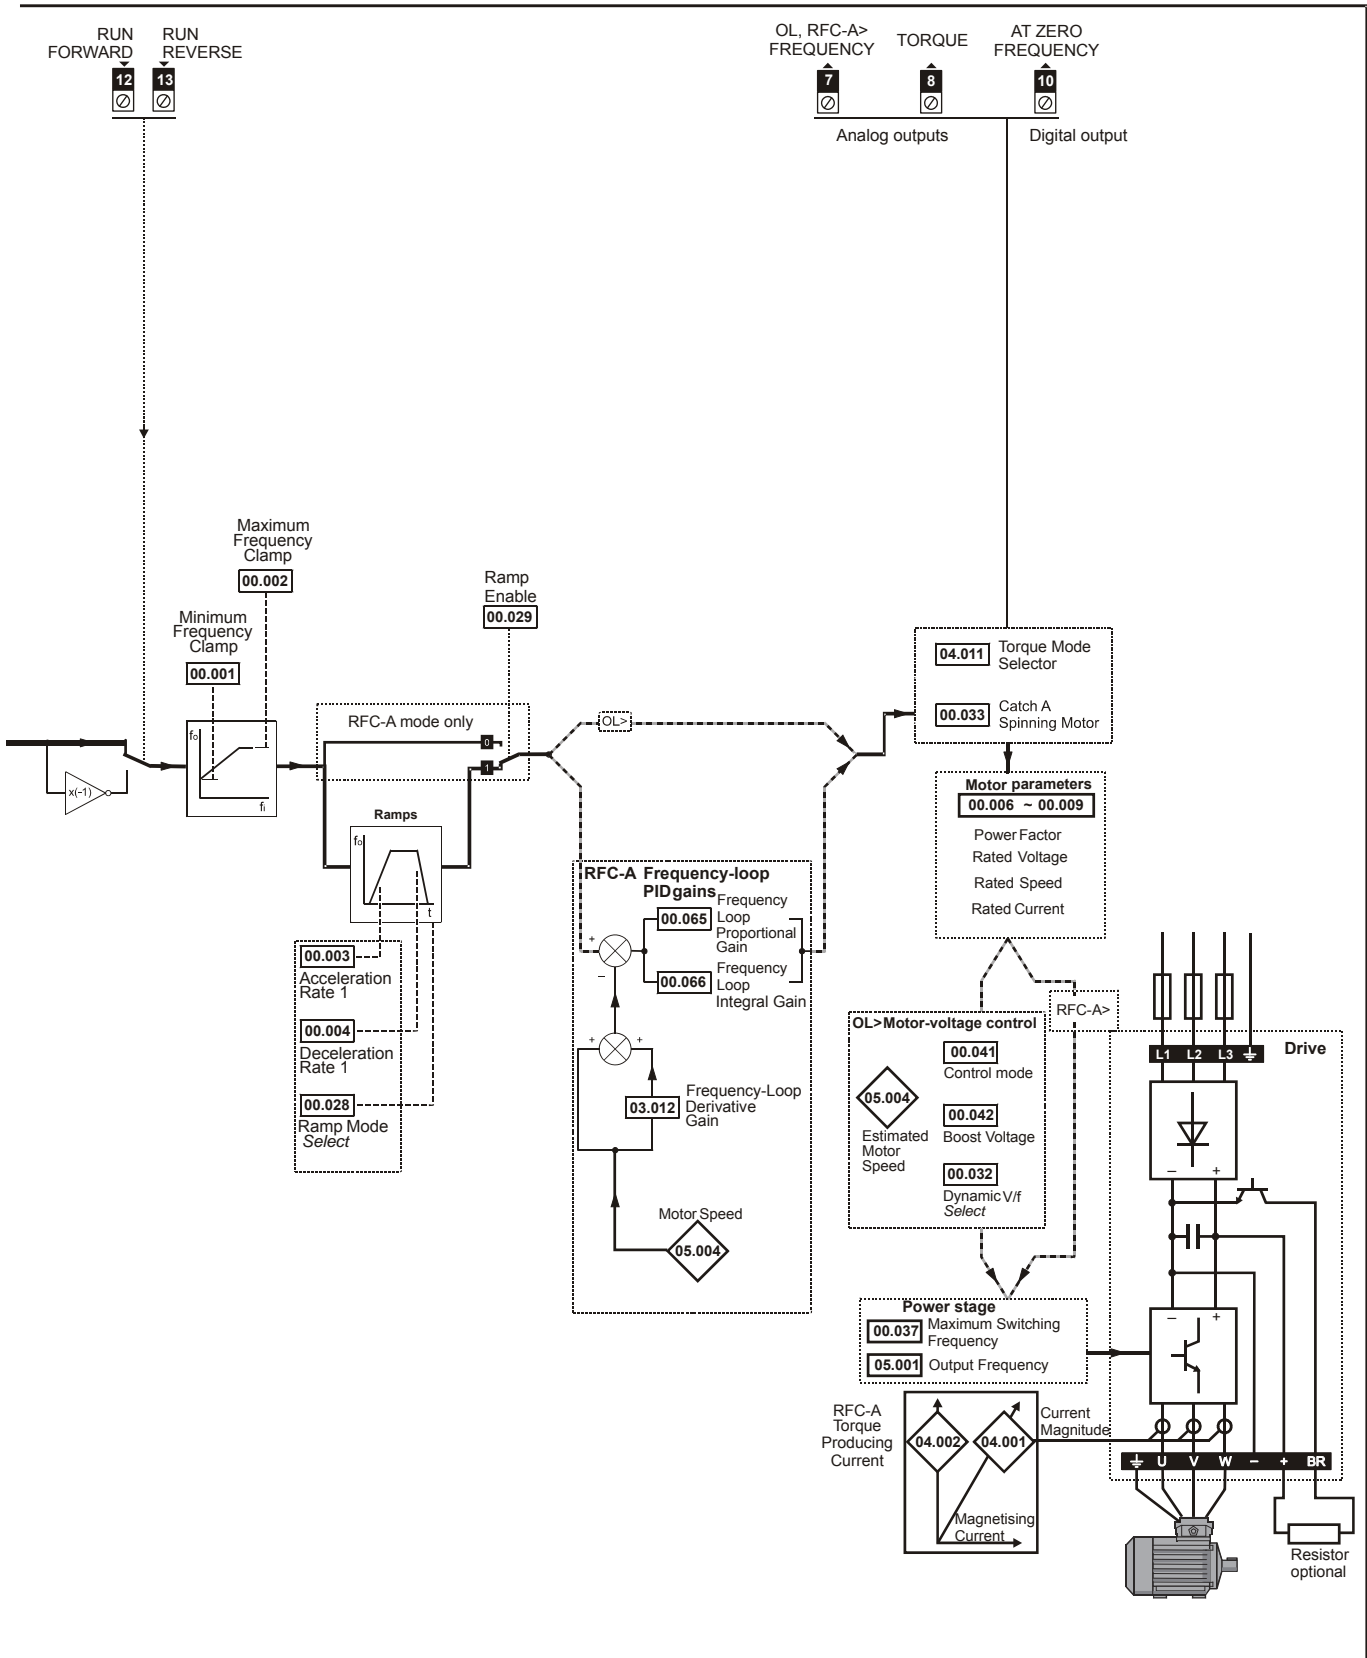 RUN
FORWARD
RUN
REVERSE
12
13
OL, RFC-A>
FREQUENCY
TORQUE
AT ZERO
FREQUENCY
7
8
10
Analog outputs
Digital output
Maximum
Frequency
Clamp
00.002
Minimum
Frequency
Clamp
00.001
Ramp
Enable
00.029
RFC-A mode only
0
1
OL>
x(-1)
fo
fi
Ramps
fo
t
00.003
Acceleration
Rate 1
00.004
Deceleration
Rate 1
00.028
Ramp Mode
Select
04.011
Torque Mode
Selector
00.033
Catch A
Spinning Motor
Motor parameters
00.006 ~ 00.009
Power Factor
Rated Voltage
Rated Speed
Rated Current
RFC-A Frequency-loop
PID gains
+
–
00.065
Frequency
Loop
Proportional
Gain
00.066
Frequency
Loop
Integral Gain
+
+
03.012
Frequency-Loop
Derivative
Gain
Motor Speed
05.004
RFC-A>
OL> Motor-voltage control
00.041
Control mode
05.004
Estimated
Motor
Speed
00.042
Boost Voltage
00.032
Dynamic V/f
Select
Power stage
00.037
Maximum Switching
Frequency
05.001
Output Frequency
L1 L2 L3
Drive
– +
– +
RFC-A
Torque
Producing
Current
04.002
04.001
Current
Magnitude
Magnetising
Current
U V W – + BR
Resistor
optional